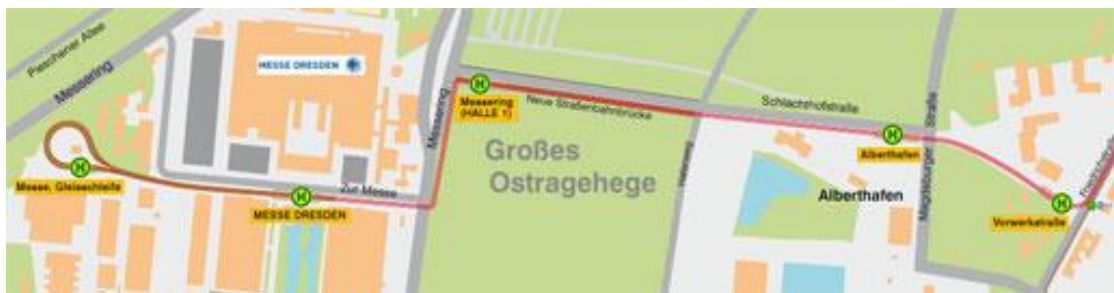 Pieschener Allee
Messering
MESSE DRESDEN
H
Messe, Gleisschleife
H
MESSE DRESDEN
Zur Messe
Messering
H
Messering
(HALLE 1)
Neue Straßenbahnbrücke
Großes
Ostragehege
Schlachthofstraße
H
Alberthafen
Alberthafen
Magdeburger Straße
H
Vorwerkstraße